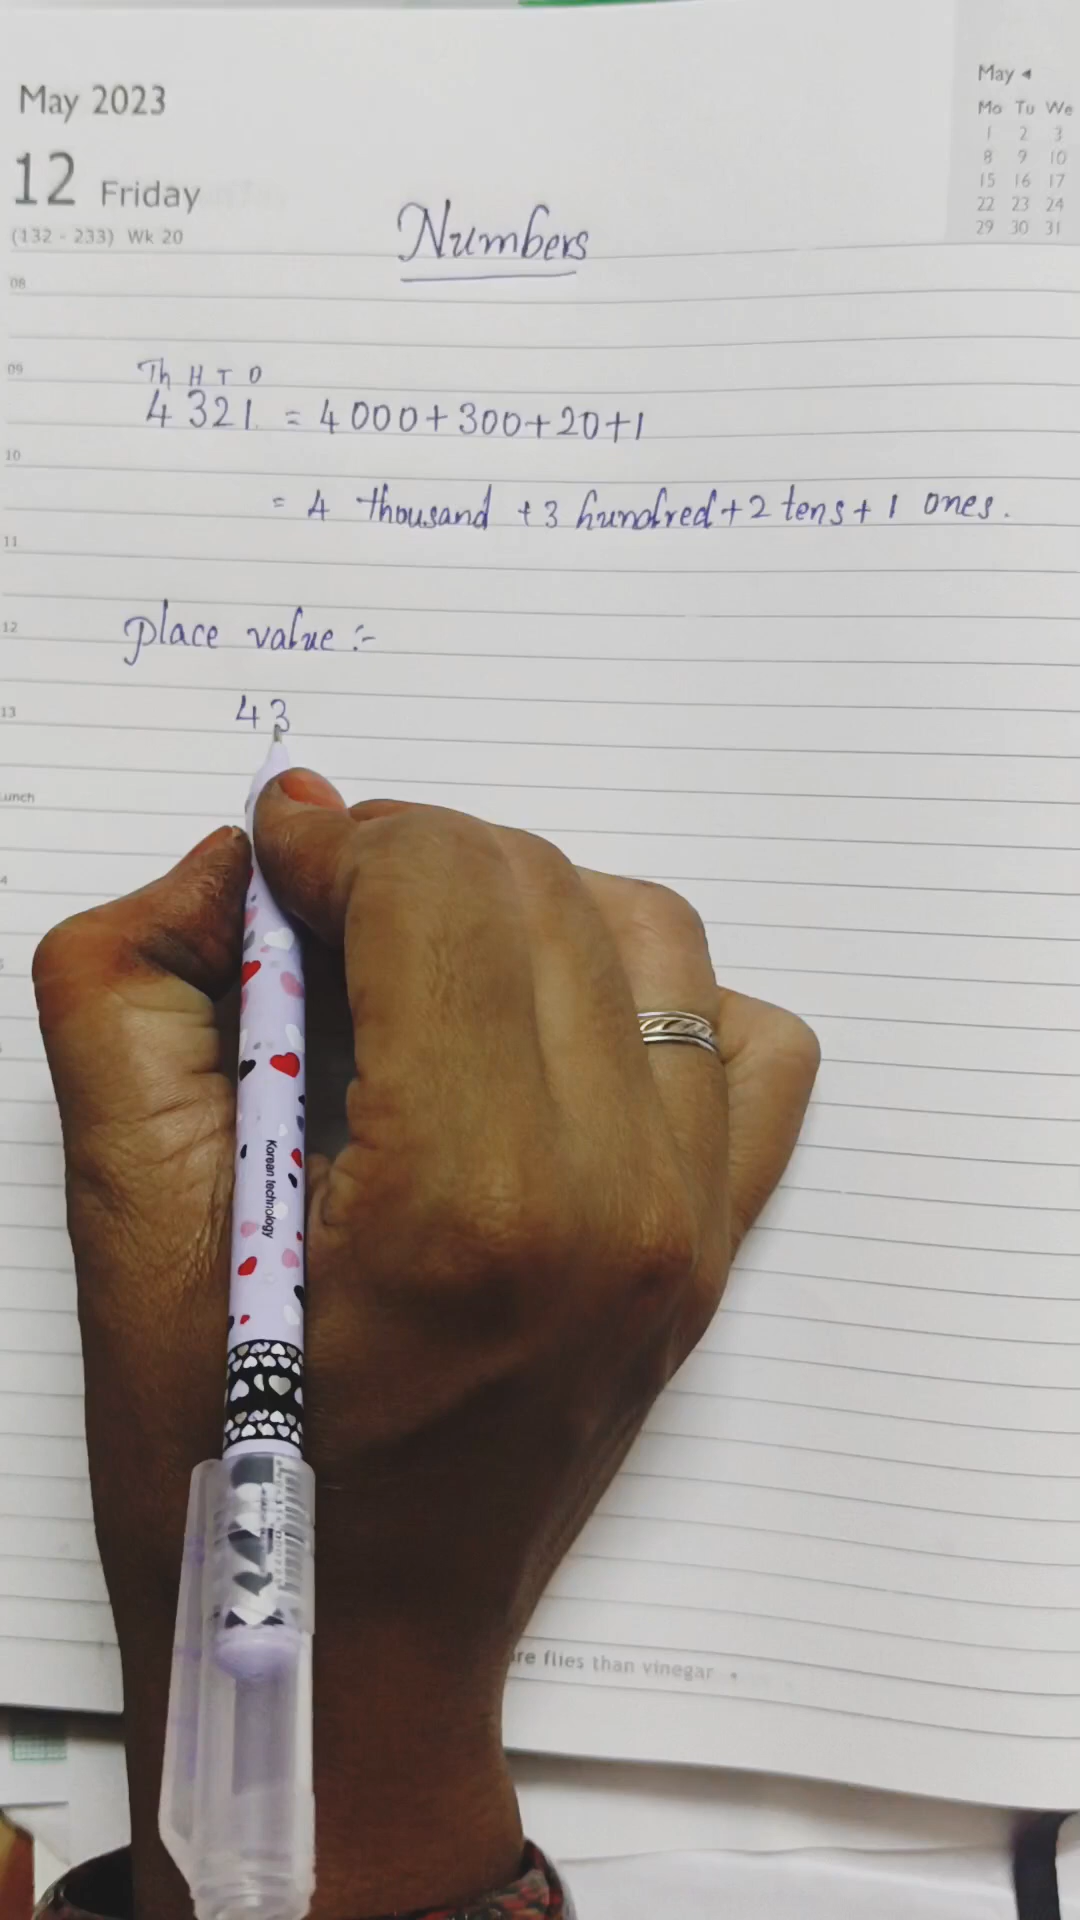 May 2023
12 Friday
(132 - 233) Wk 20
May ◂
Mo Tu We
1 2 3
8 9 10
15 16 17
22 23 24
29 30 31
Numbers
08
09
Th H T O
4 321 = 4000+300+20+1
10
= 4 thousand +3 hundred+2 tens+1 ones.
11
12
place value :-
13
43
Lunch
Korean technology
flies than vinegar •